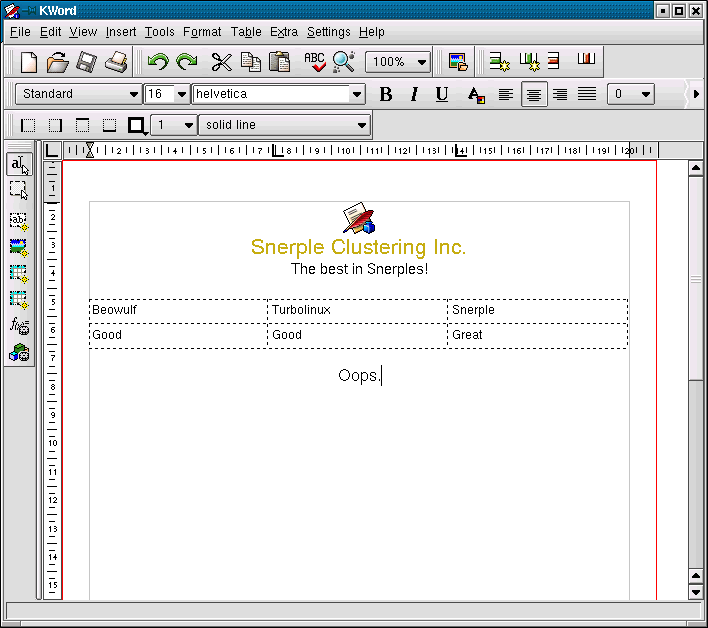 KWord
File Edit View Insert Tools Format Table Extra Settings Help
ABC 100%
Standard 16 helvetica B I U A 0
1 solid line
1 2 3 4 5 6 7 8 9 10 11 12 13 14 15 16 17 18 19 20
a
ab
1
2
3
4
5
6
7
8
9
10
11
12
13
14
15
Snerple Clustering Inc.
The best in Snerples!
Beowulf Turbolinux Snerple
Good Good Great
Oops.